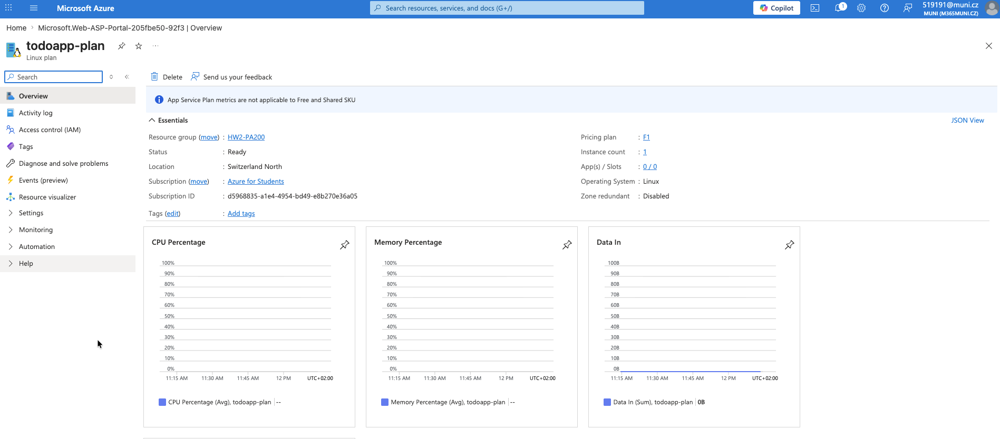 Microsoft Azure
Search resources, services, and docs (G+/)
Copilot
1
519191@muni.cz
MUNI (M365MUNI.CZ)
Home > Microsoft.Web-ASP-Portal-205fbe50-92f3 | Overview
todoapp-plan
Linux plan
Search
Delete
Send us your feedback
Overview
Activity log
Access control (IAM)
Tags
Diagnose and solve problems
Events (preview)
Resource visualizer
Settings
Monitoring
Automation
Help
App Service Plan metrics are not applicable to Free and Shared SKU
Essentials
JSON View
Resource group (move) : HW2-PA200
Status : Ready
Location : Switzerland North
Subscription (move) : Azure for Students
Subscription ID : d5968835-a1e4-4954-bd49-e8b270e36a05
Tags (edit) : Add tags
Pricing plan : F1
Instance count : 1
App(s) / Slots : 0 / 0
Operating System : Linux
Zone redundant : Disabled
CPU Percentage
100%
90%
80%
70%
60%
50%
40%
30%
20%
10%
0%
11:15 AM 11:30 AM 11:45 AM 12 PM UTC+02:00
CPU Percentage (Avg), todoapp-plan | --
Memory Percentage
100%
90%
80%
70%
60%
50%
40%
30%
20%
10%
0%
11:15 AM 11:30 AM 11:45 AM 12 PM UTC+02:00
Memory Percentage (Avg), todoapp-plan | --
Data In
100B
90B
80B
70B
60B
50B
40B
30B
20B
10B
0B
11:15 AM 11:30 AM 11:45 AM 12 PM UTC+02:00
Data In (Sum), todoapp-plan | 0B